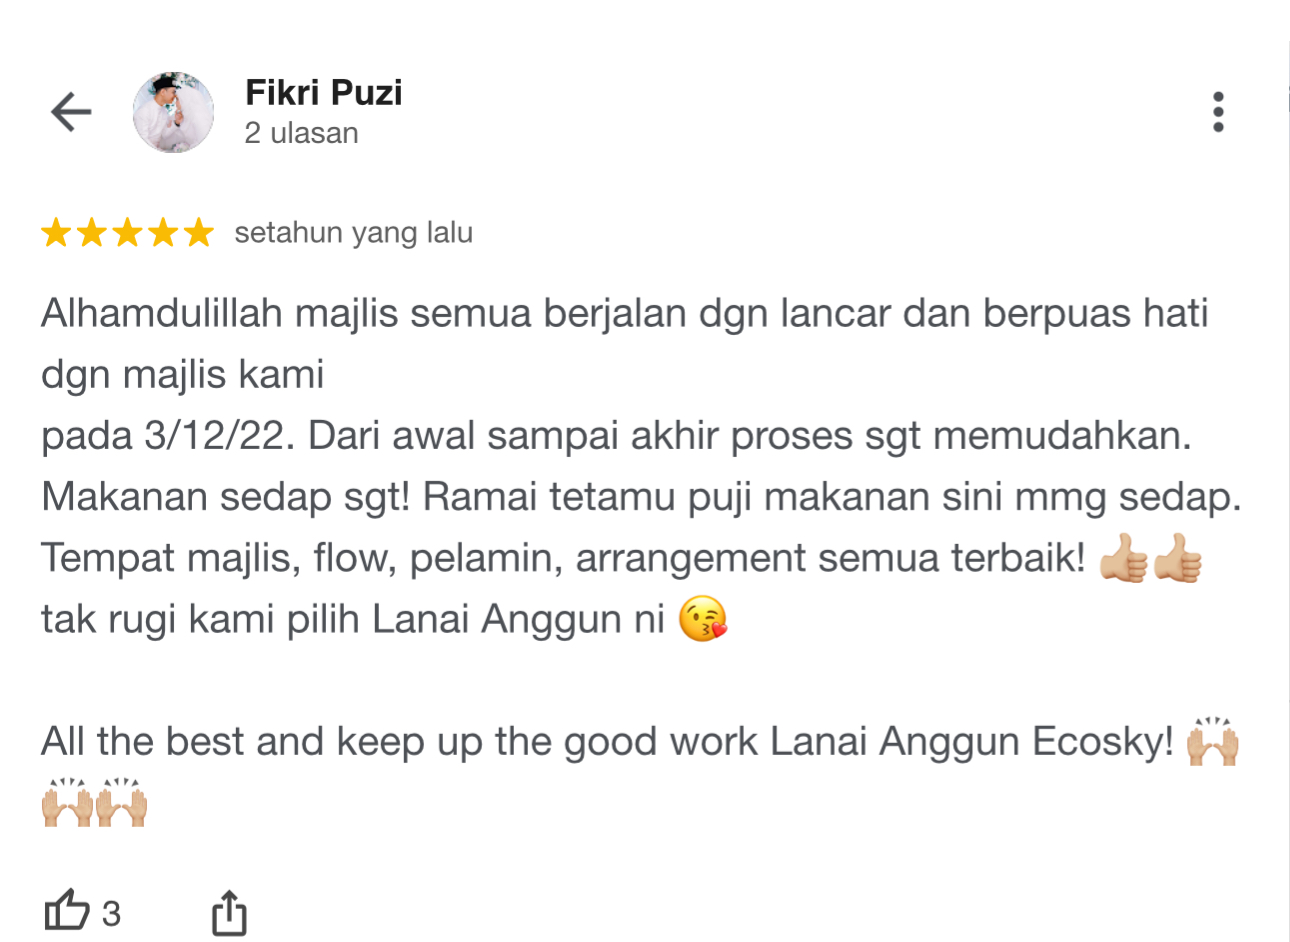 Fikri Puzi
2 ulasan
setahun yang lalu
Alhamdulillah majlis semua berjalan dgn lancar dan berpuas hati
dgn majlis kami
pada 3/12/22. Dari awal sampai akhir proses sgt memudahkan.
Makanan sedap sgt! Ramai tetamu puji makanan sini mmg sedap.
Tempat majlis, flow, pelamin, arrangement semua terbaik! 👍🏼👍🏼
tak rugi kami pilih Lanai Anggun ni 😘
All the best and keep up the good work Lanai Anggun Ecosky! 🙌🏼
🙌🏼🙌🏼
3